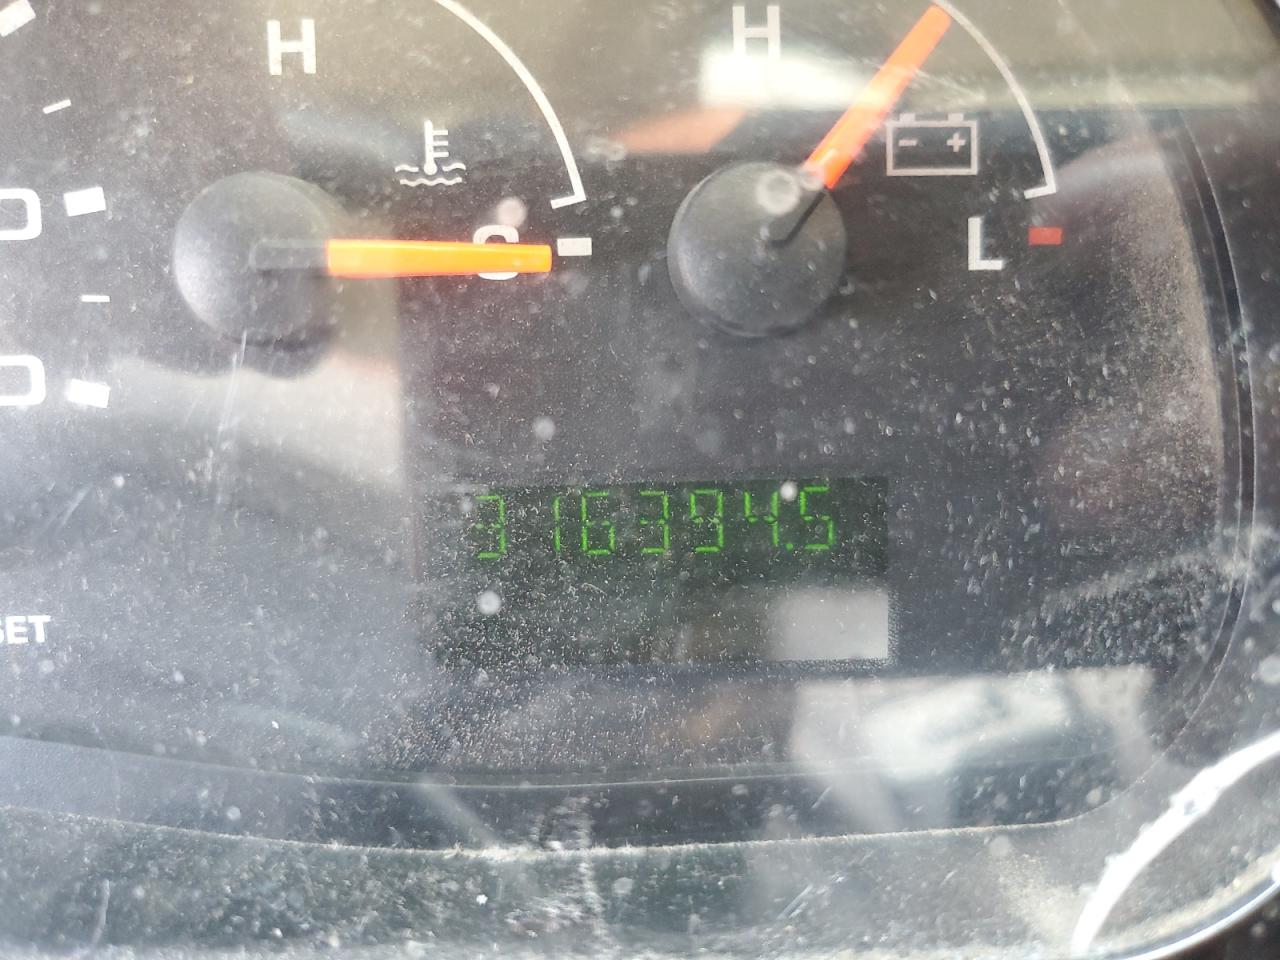 H H
- +
C
L
316394.5
SET